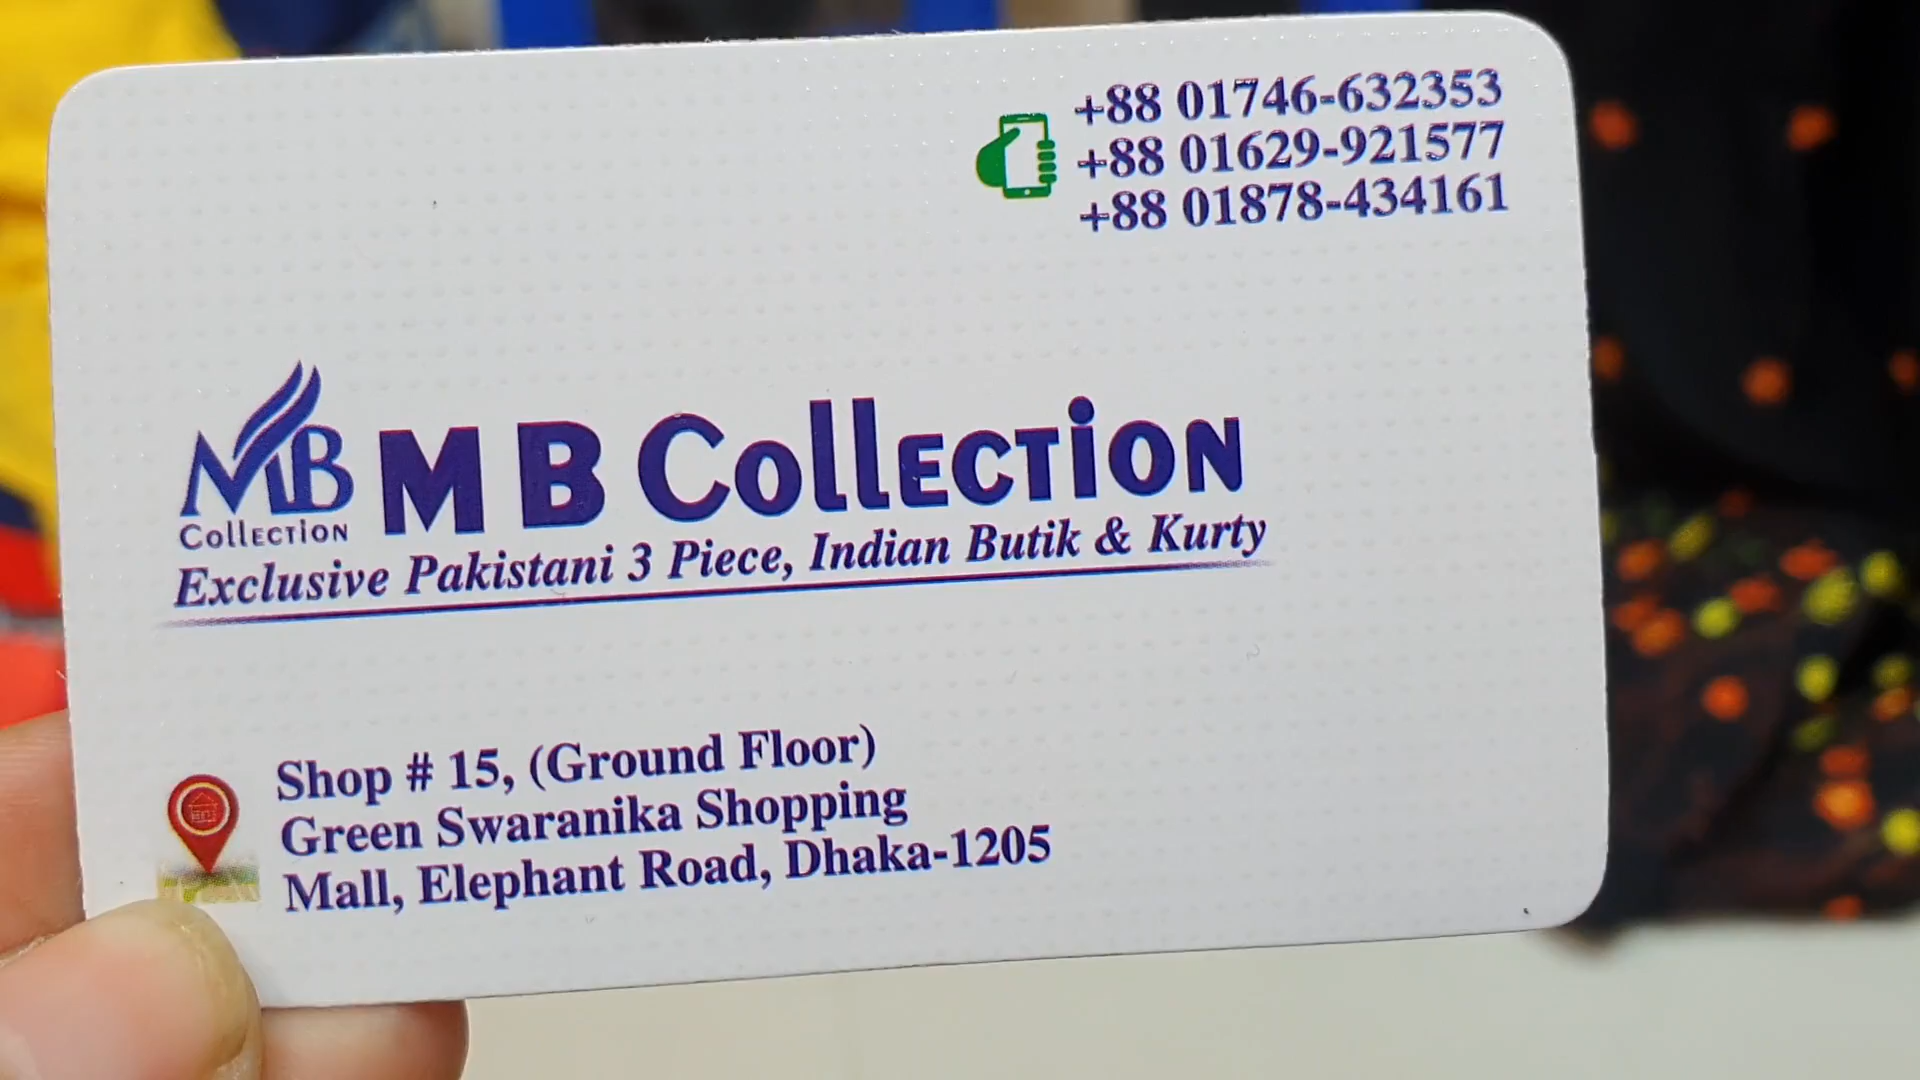 +88 01746-632353
+88 01629-921577
+88 01878-434161
MB
Collection
M B Collection
Exclusive Pakistani 3 Piece, Indian Butik & Kurty
Shop # 15, (Ground Floor)
Green Swaranika Shopping
Mall, Elephant Road, Dhaka-1205